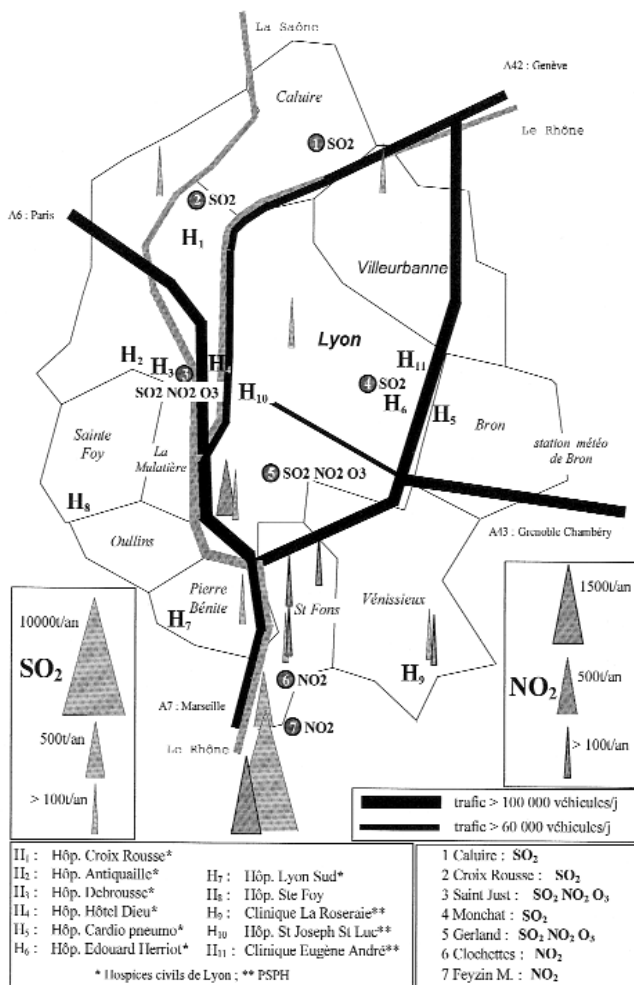 La Saône
A42 : Genève
Caluire
Le Rhône
1 SO2
2 SO2
A6 : Paris
H1
Villeurbanne
Lyon
H2
H3
H4
3
H11
4 SO2
SO2 NO2 O3
H10
H6
H5
Bron
Sainte
Foy
La
Mulatière
station météo
de Bron
5 SO2 NO2 O3
H8
A43 : Grenoble Chambéry
Oullins
Pierre
Bénite
St Fons
Vénissieux
H7
H9
10000t/an
SO2
500t/an
> 100t/an
1500t/an
NO2
500t/an
> 100t/an
6 NO2
A7 : Marseille
7 NO2
Le Rhône
trafic > 100 000 véhicules/j
trafic > 60 000 véhicules/j
H1 : Hôp. Croix Rousse*
H2 : Hôp. Antiquaille*
H3 : Hôp. Debrousse*
H4 : Hôp. Hôtel Dieu*
H5 : Hôp. Cardio pneumo*
H6 : Hôp. Edouard Herriot*
H7 : Hôp. Lyon Sud*
H8 : Hôp. Ste Foy
H9 : Clinique La Roseraie**
H10 Hôp. St Joseph St Luc**
H11 : Clinique Eugène André**
* Hospices civils de Lyon ; ** PSPH
1 Caluire : SO2
2 Croix Rousse : SO2
3 Saint Just : SO2 NO2 O3
4 Monchat : SO2
5 Gerland : SO2 NO2 O3
6 Clochettes : NO2
7 Feyzin M. : NO2